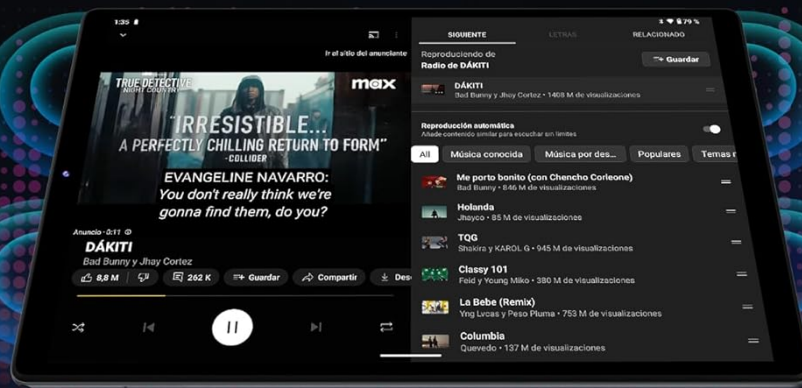 1:35
79 %
Ir al sitio del anunciante
TRUE DETECTIVE
NIGHT COUNTRY
max
"IRRESISTIBLE...
A PERFECTLY CHILLING RETURN TO FORM"
-COLLIDER
EVANGELINE NAVARRO:
You don't really think we're
gonna find them, do you?
Anuncio · 0:11
DÁKITI
Bad Bunny y Jhay Cortez
8,8 M
262 K
Guardar
Compartir
Des
SIGUIENTE
LETRAS
RELACIONADO
Reproduciendo de
Radio de DÁKITI
Guardar
DÁKITI
Bad Bunny y Jhay Cortez • 1408 M de visualizaciones
Reproducción automática
Añade contenido similar para escuchar sin límites
All
Música conocida
Música por des...
Populares
Temas r
Me porto bonito (con Chencho Corleone)
Bad Bunny • 846 M de visualizaciones
Holanda
Jhayco • 85 M de visualizaciones
TQG
Shakira y KAROL G • 945 M de visualizaciones
Classy 101
Feid y Young Miko • 380 M de visualizaciones
La Bebe (Remix)
Yng Lvcas y Peso Pluma • 753 M de visualizaciones
Columbia
Quevedo • 137 M de visualizaciones